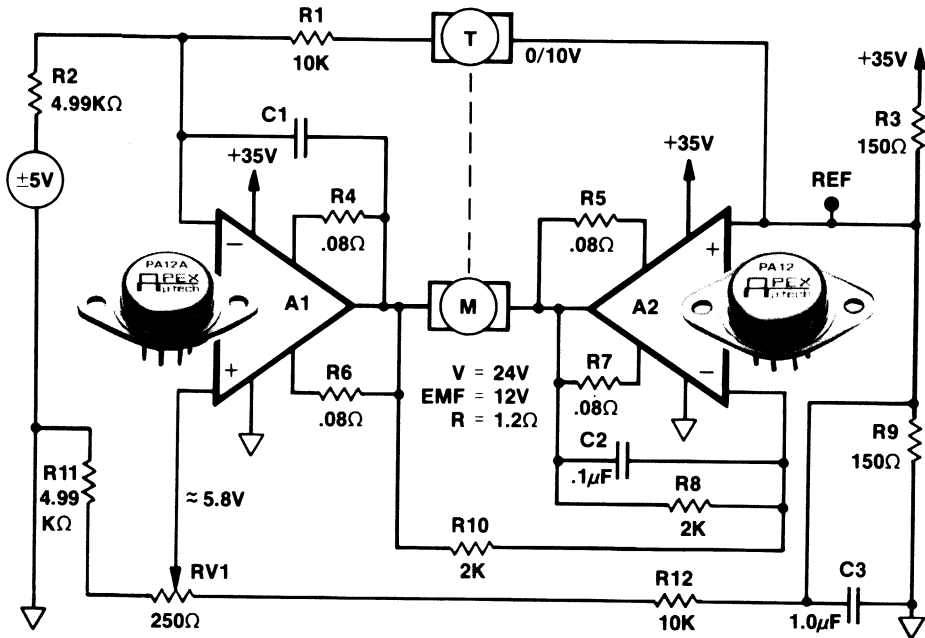 R1
10K
T
0/10V
+35V
R2
4.99KΩ
C1
R3
150Ω
±5V
+35V
+35V
REF
R4
.08Ω
R5
.08Ω
−
+
PA12A
APEX
μtech
A1
M
A2
PA12
APEX
μtech
+
−
R6
.08Ω
V = 24V
EMF = 12V
R = 1.2Ω
R7
.08Ω
R9
150Ω
C2
.1μF
R11
4.99
KΩ
≈5.8V
R8
2K
R10
2K
RV1
250Ω
R12
10K
C3
1.0μF